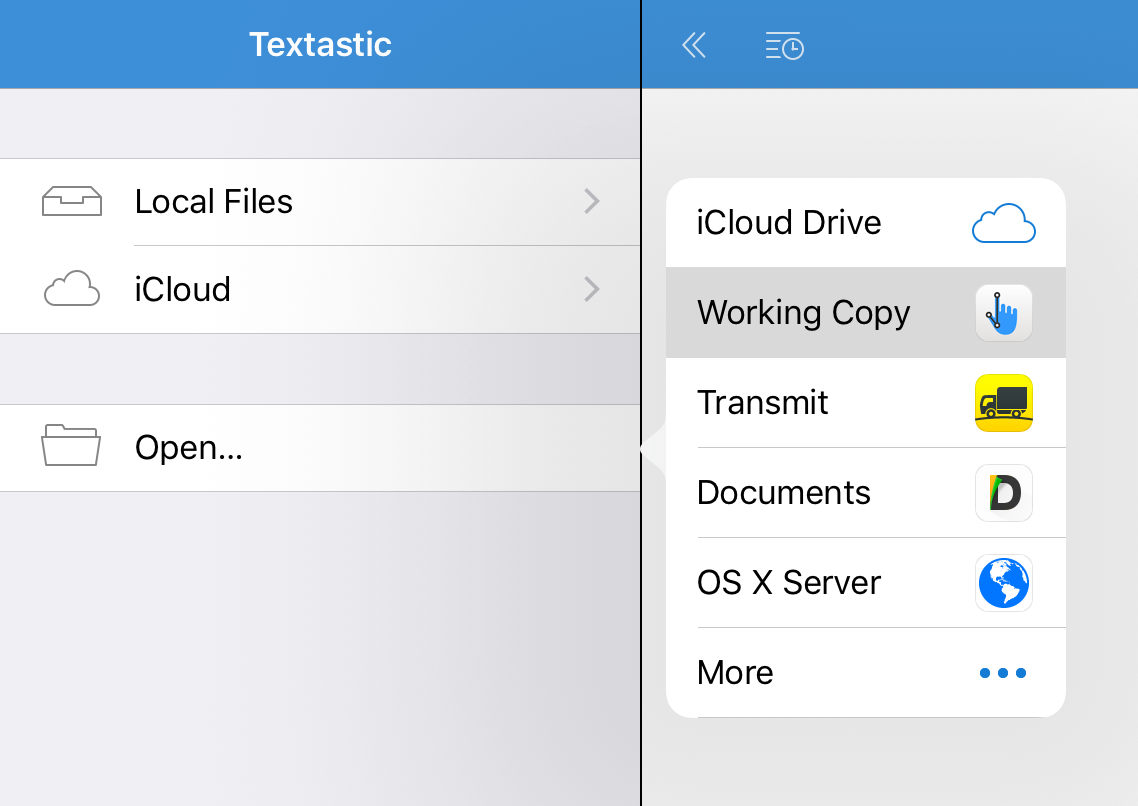 Textastic
Local Files
iCloud
Open...
iCloud Drive
Working Copy
Transmit
Documents
OS X Server
More